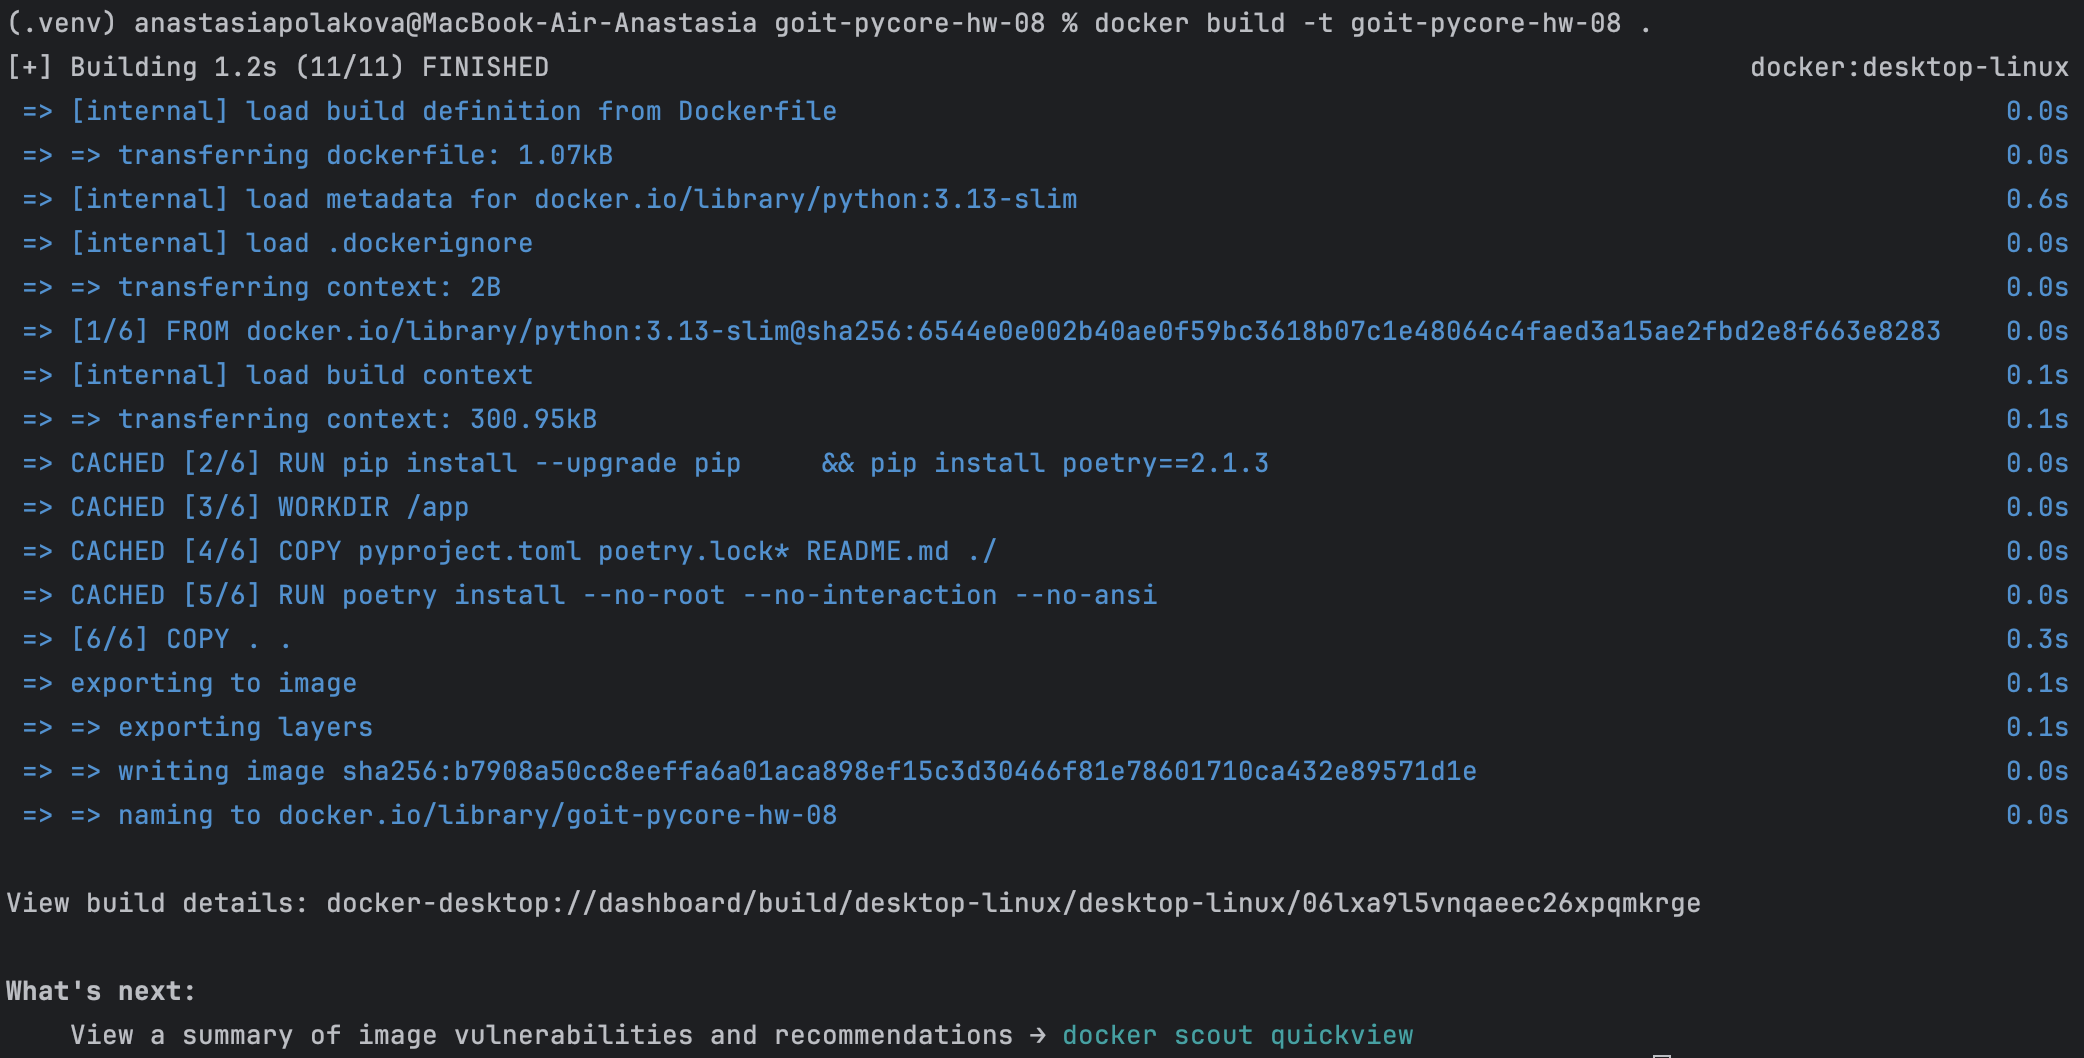 (.venv) anastasiapolakova@MacBook-Air-Anastasia goit-pycore-hw-08 % docker build -t goit-pycore-hw-08 .
[+] Building 1.2s (11/11) FINISHED docker:desktop-linux
=> [internal] load build definition from Dockerfile 0.0s
=> => transferring dockerfile: 1.07kB 0.0s
=> [internal] load metadata for docker.io/library/python:3.13-slim 0.6s
=> [internal] load .dockerignore 0.0s
=> => transferring context: 2B 0.0s
=> [1/6] FROM docker.io/library/python:3.13-slim@sha256:6544e0e002b40ae0f59bc3618b07c1e48064c4faed3a15ae2fbd2e8f663e8283 0.0s
=> [internal] load build context 0.1s
=> => transferring context: 300.95kB 0.1s
=> CACHED [2/6] RUN pip install --upgrade pip     && pip install poetry==2.1.3 0.0s
=> CACHED [3/6] WORKDIR /app 0.0s
=> CACHED [4/6] COPY pyproject.toml poetry.lock* README.md ./ 0.0s
=> CACHED [5/6] RUN poetry install --no-root --no-interaction --no-ansi 0.0s
=> [6/6] COPY . . 0.3s
=> exporting to image 0.1s
=> => exporting layers 0.1s
=> => writing image sha256:b7908a50cc8eeffa6a01aca898ef15c3d30466f81e78601710ca432e89571d1e 0.0s
=> => naming to docker.io/library/goit-pycore-hw-08 0.0s
View build details: docker-desktop://dashboard/build/desktop-linux/desktop-linux/06lxa9l5vnqaeec26xpqmkrge
What's next:
View a summary of image vulnerabilities and recommendations → docker scout quickview